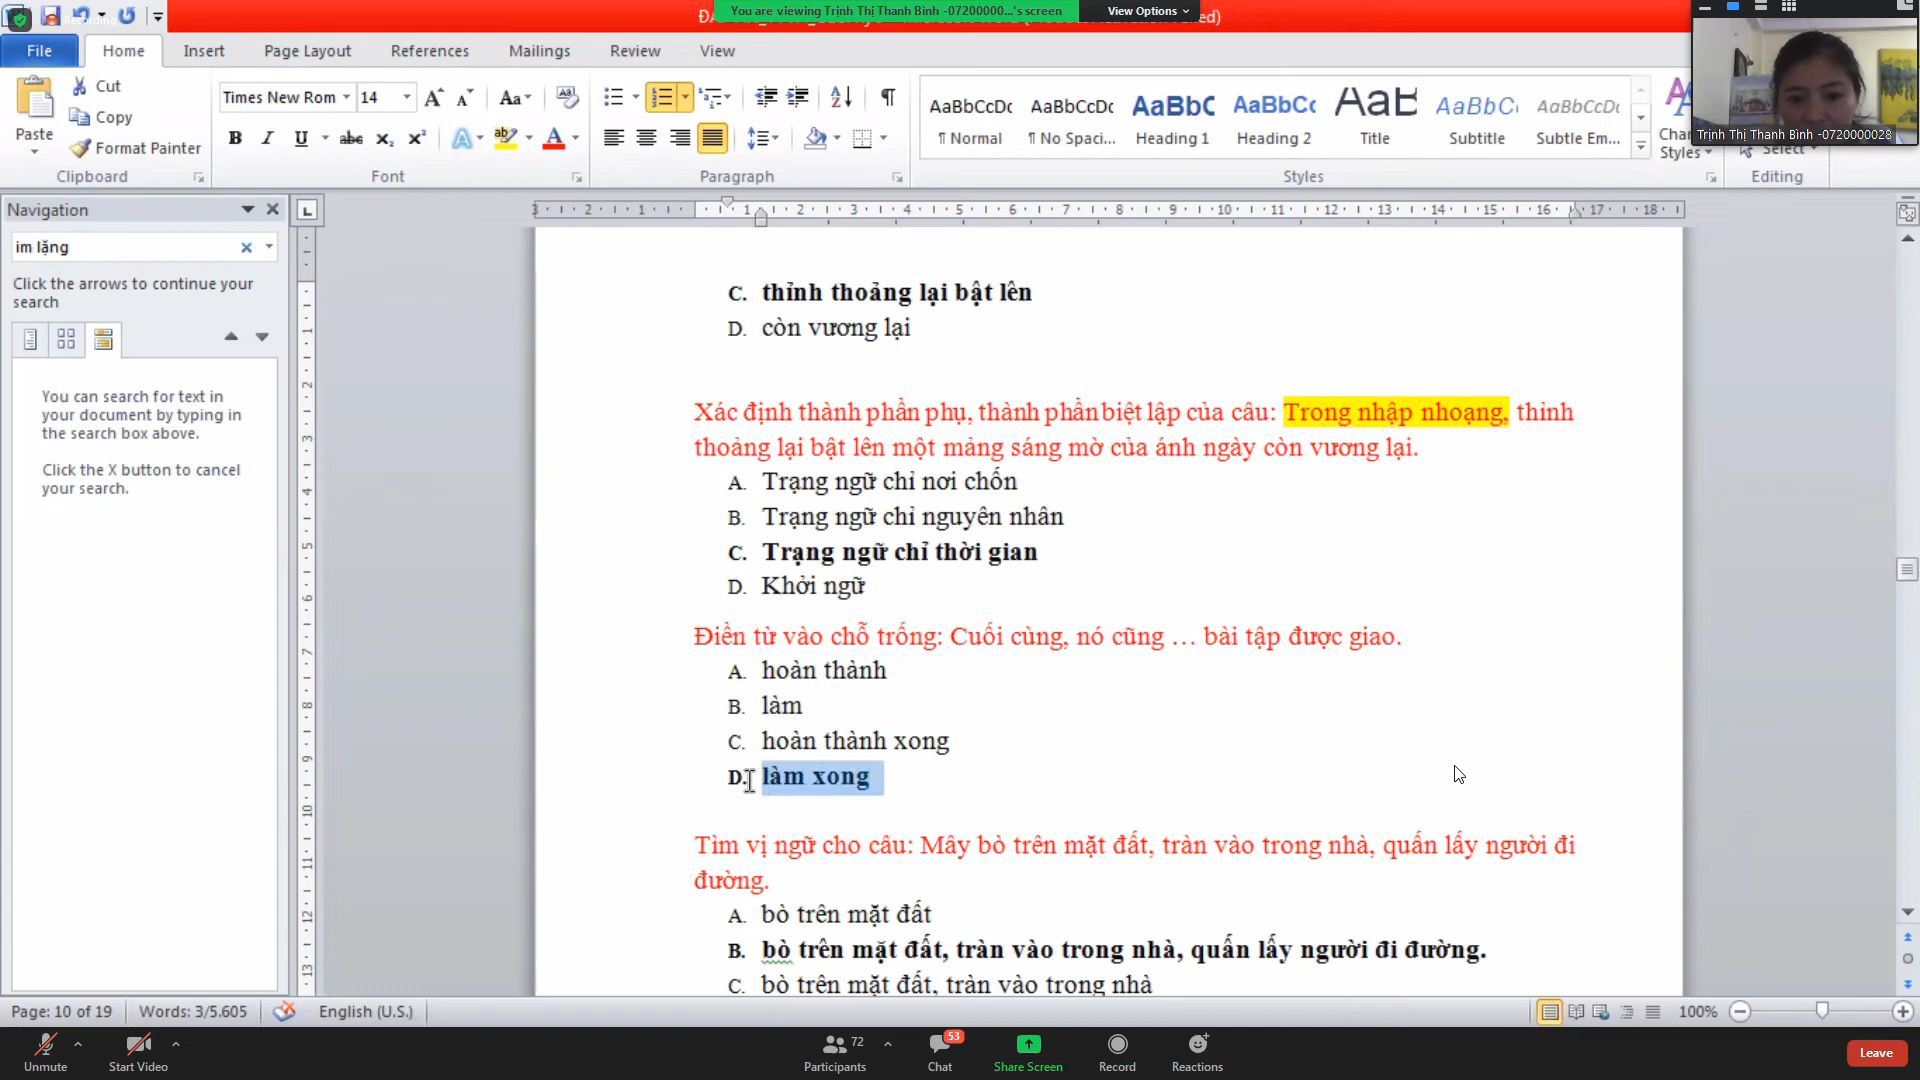 You are viewing Trịnh Thị Thanh Bình -07200000...'s screen
View Options
Recording
File Home Insert Page Layout References Mailings Review View
Cut
Copy
Format Painter
Paste
Clipboard
Times New Rom 14
Font
Paragraph
AaBbCcDc AaBbCcDc AaBbC AaBbCc AaB AaBbC AaBbCcDc
¶ Normal ¶ No Spaci... Heading 1 Heading 2 Title Subtitle Subtle Em...
Styles
Styles
Select
Editing
Trịnh Thị Thanh Bình -0720000028
Navigation
im lặng
Click the arrows to continue your
search
You can search for text in
your document by typing in
the search box above.
Click the X button to cancel
your search.
C. thỉnh thoảng lại bật lên
D. còn vương lại
Xác định thành phần phụ, thành phần biệt lập của câu: Trong nhập nhoạng, thỉnh
thoảng lại bật lên một mảng sáng mờ của ánh ngày còn vương lại.
A. Trạng ngữ chỉ nơi chốn
B. Trạng ngữ chỉ nguyên nhân
C. Trạng ngữ chỉ thời gian
D. Khởi ngữ
Điền từ vào chỗ trống: Cuối cùng, nó cũng … bài tập được giao.
A. hoàn thành
B. làm
C. hoàn thành xong
D. làm xong
Tìm vị ngữ cho câu: Mây bò trên mặt đất, tràn vào trong nhà, quấn lấy người đi
đường.
A. bò trên mặt đất
B. bò trên mặt đất, tràn vào trong nhà, quấn lấy người đi đường.
C. bò trên mặt đất, tràn vào trong nhà
Page: 10 of 19 Words: 3/5.605 English (U.S.) 100%
Unmute
Start Video
72
Participants
53
Chat
Share Screen
Record
Reactions
Leave